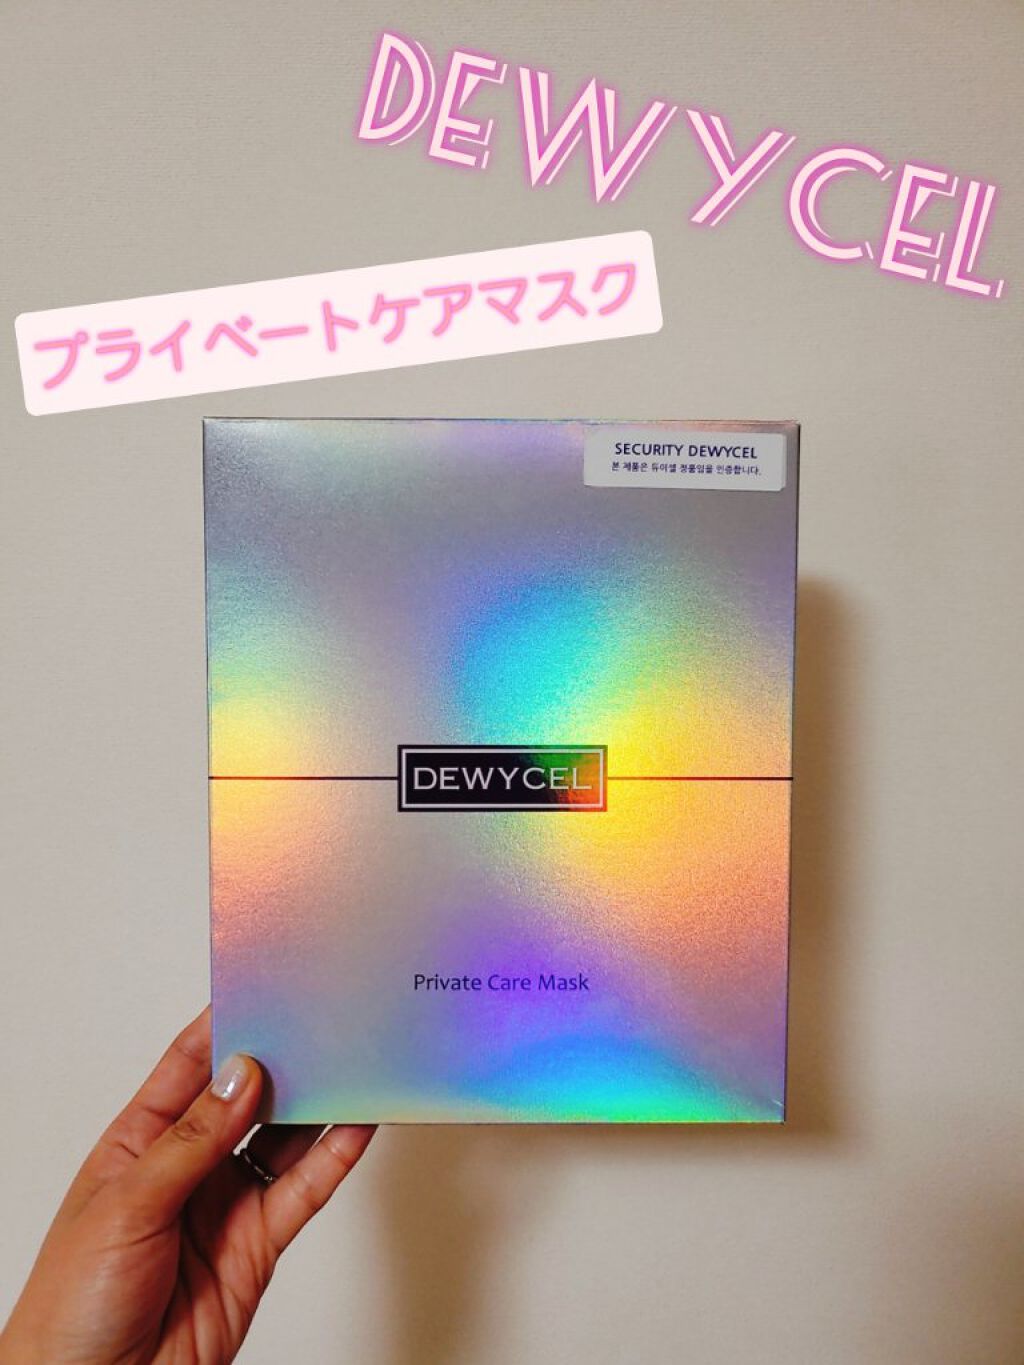 DEWYCEL
プライベートケアマスク
SECURITY DEWYCEL
본 제품은 듀이셀 정품임을 인증합니다.
DEWYCEL
Private Care Mask